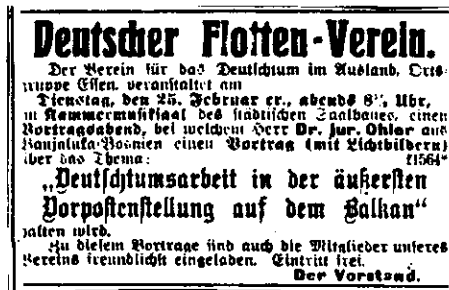 Deutscher Flotten-Verein.
Der Verein für das Deutschtum im Ausland, Orts-
gruppe Essen, veranstaltet am
Dienstag, den 25. Februar cr., abends 8½ Uhr,
im Kammermusiksaal des städtischen Saalbaues, einen
Vortragsabend, bei welchem Herr Dr. jur. Ohler aus
Banjaluka-Bosnien einen Vortrag (mit Lichtbildern)
über das Thema: 21564*
„Deutschtumsarbeit in der äußersten
Vorpostenstellung auf dem Balkan“
halten wird.
Zu diesem Vortrage sind auch die Mitglieder unseres
Vereins freundlichst eingeladen. Eintritt frei.
Der Vorstand.